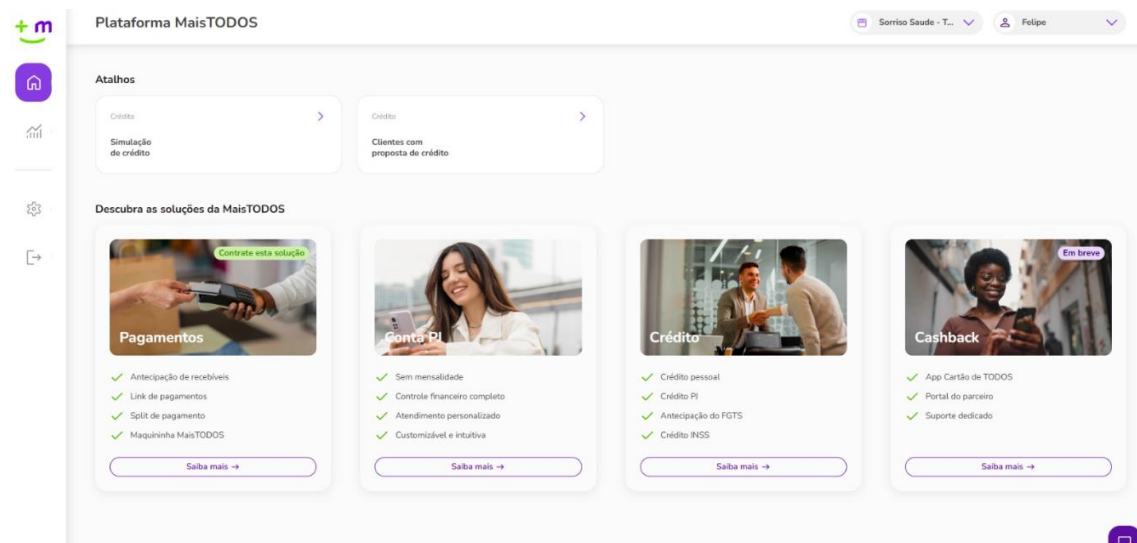 + m
Plataforma MaisTODOS
Sorriso Saude - T...
Felipe
Atalhos
Crédito
Simulação
de crédito
Crédito
Clientes com
proposta de crédito
Descubra as soluções da MaisTODOS
Contrate esta solução
Pagamentos
Antecipação de recebíveis
Link de pagamentos
Split de pagamento
Maquininha MaisTODOS
Saiba mais →
Conta PJ
Sem mensalidade
Controle financeiro completo
Atendimento personalizado
Customizável e intuitiva
Saiba mais →
Crédito
Crédito pessoal
Crédito PJ
Antecipação do FGTS
Crédito INSS
Saiba mais →
Em breve
Cashback
App Cartão de TODOS
Portal do parceiro
Suporte dedicado
Saiba mais →